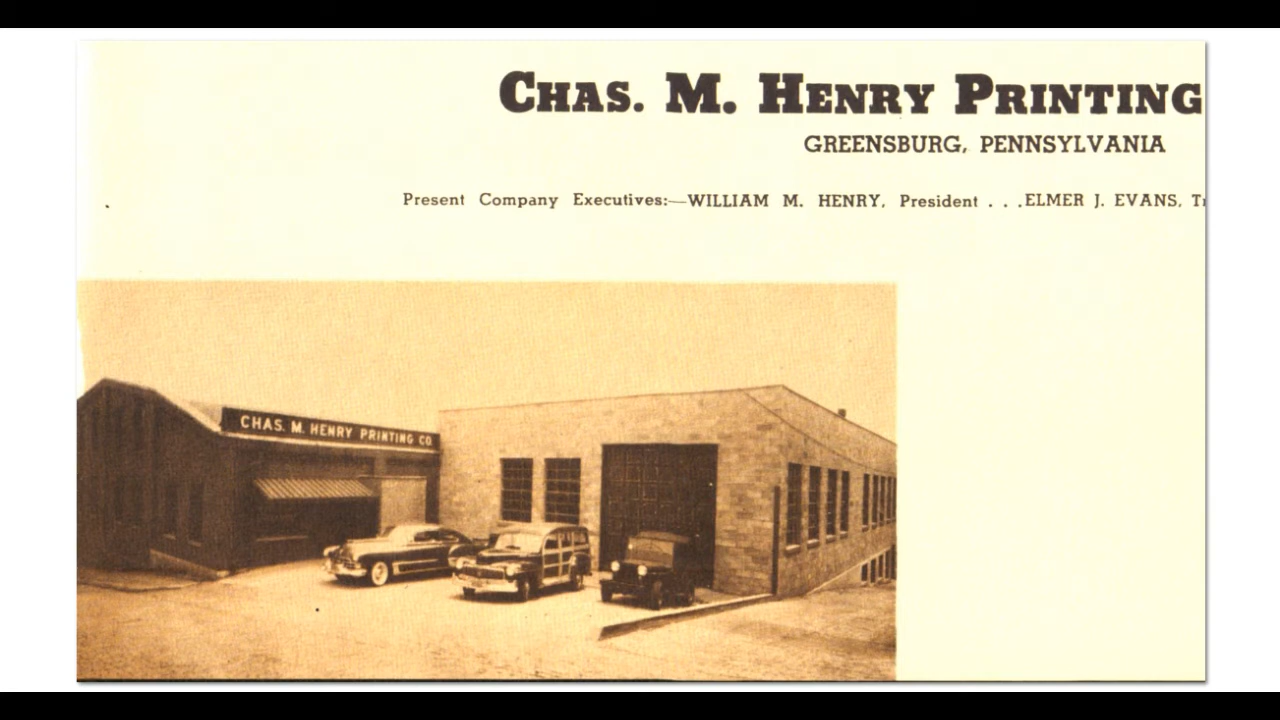 CHAS. M. HENRY PRINTING
GREENSBURG, PENNSYLVANIA
Present Company Executives:—WILLIAM M. HENRY, President . . .ELMER J. EVANS,
CHAS. M. HENRY PRINTING CO.